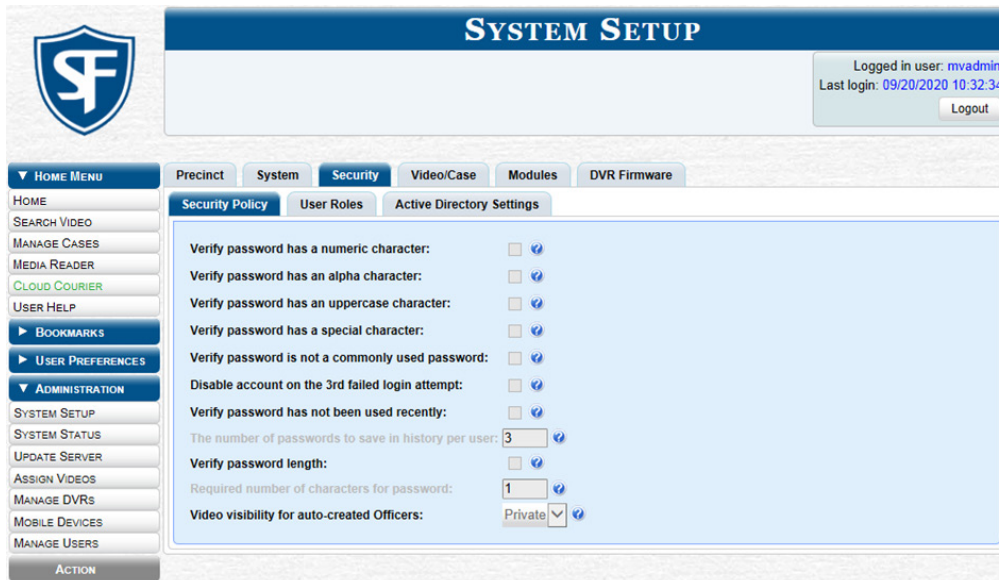 SYSTEM SETUP
SF
Logged in user: mvadmin
Last login: 09/20/2020 10:32:34
Logout
▼ HOME MENU
HOME
SEARCH VIDEO
MANAGE CASES
MEDIA READER
CLOUD COURIER
USER HELP
► BOOKMARKS
► USER PREFERENCES
▼ ADMINISTRATION
SYSTEM SETUP
SYSTEM STATUS
UPDATE SERVER
ASSIGN VIDEOS
MANAGE DVRS
MOBILE DEVICES
MANAGE USERS
ACTION
Precinct System Security Video/Case Modules DVR Firmware
Security Policy User Roles Active Directory Settings
Verify password has a numeric character: ?
Verify password has an alpha character: ?
Verify password has an uppercase character: ?
Verify password has a special character: ?
Verify password is not a commonly used password: ?
Disable account on the 3rd failed login attempt: ?
Verify password has not been used recently: ?
The number of passwords to save in history per user: 3 ?
Verify password length: ?
Required number of characters for password: 1 ?
Video visibility for auto-created Officers: Private ?